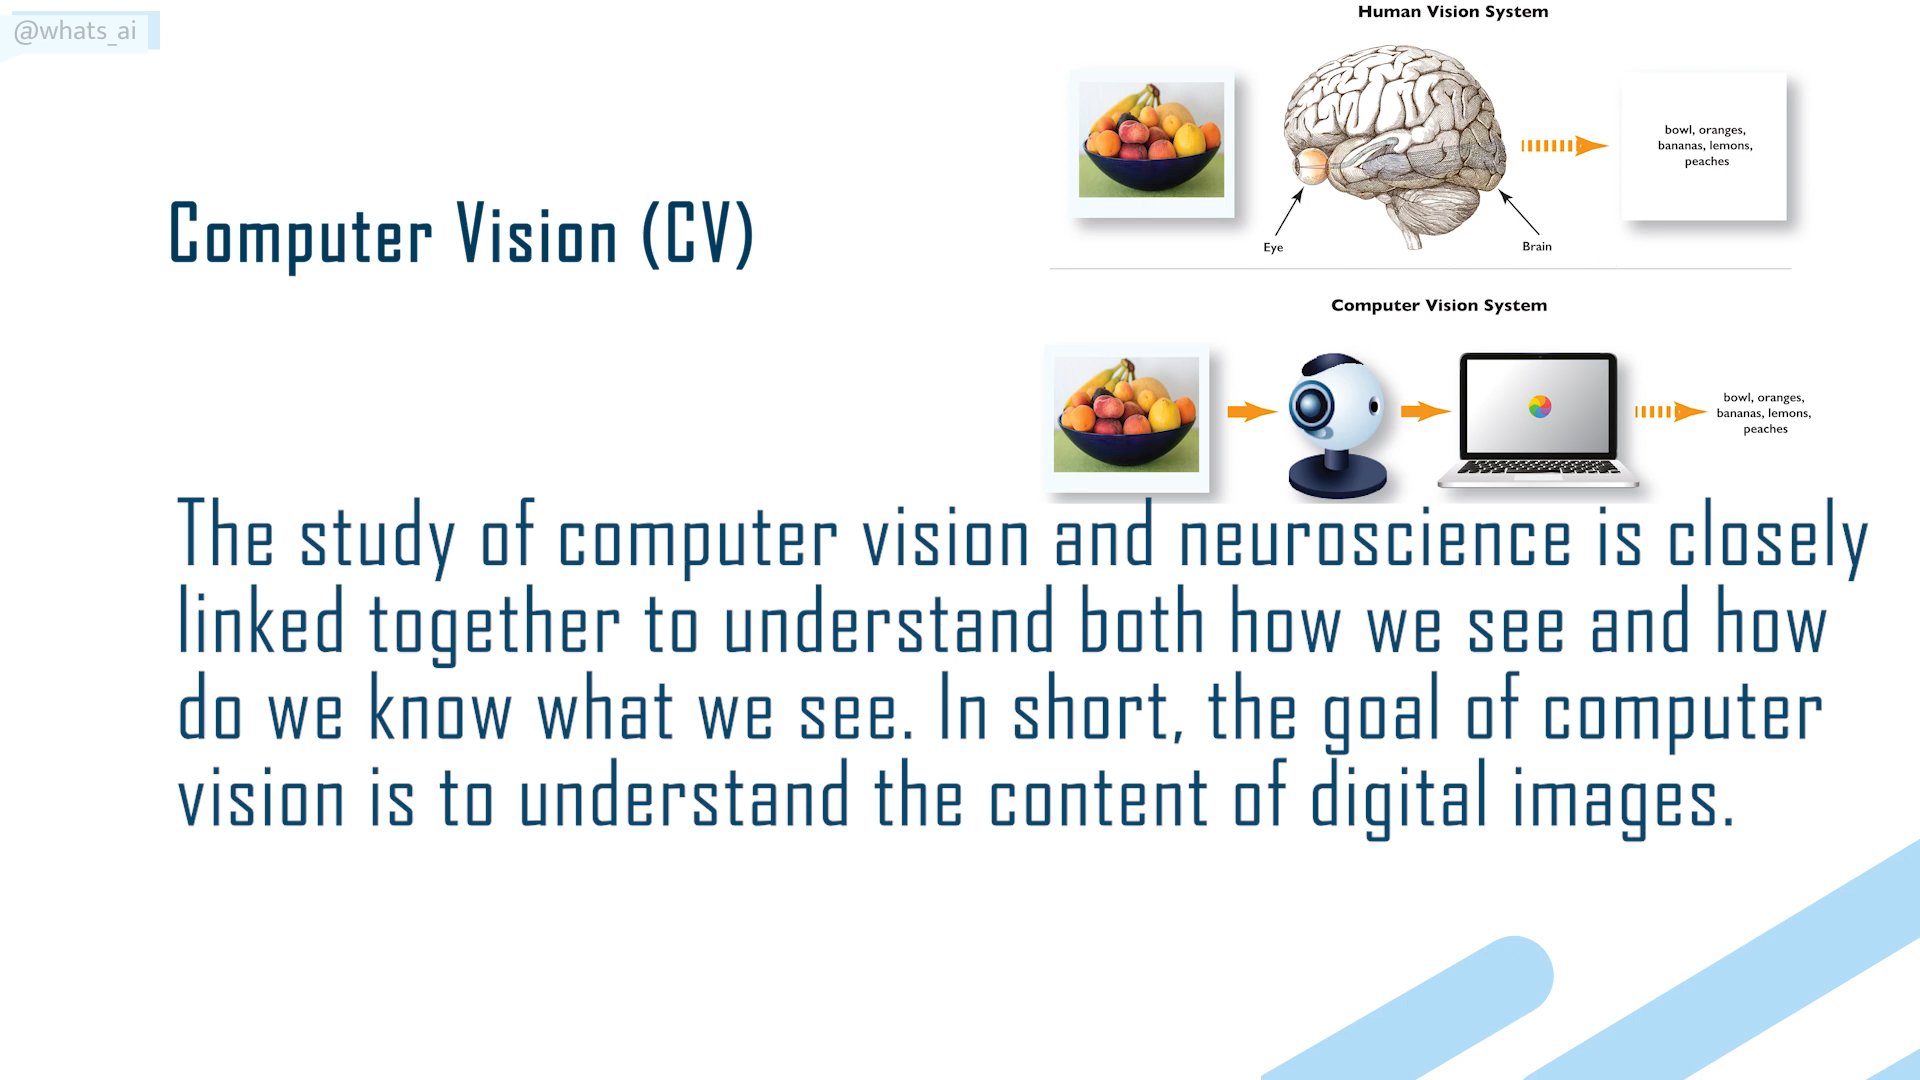 @whats_ai
Human Vision System
bowl, oranges,
bananas, lemons,
peaches
Eye
Brain
Computer Vision (CV)
Computer Vision System
bowl, oranges,
bananas, lemons,
peaches
The study of computer vision and neuroscience is closely
linked together to understand both how we see and how
do we know what we see. In short, the goal of computer
vision is to understand the content of digital images.